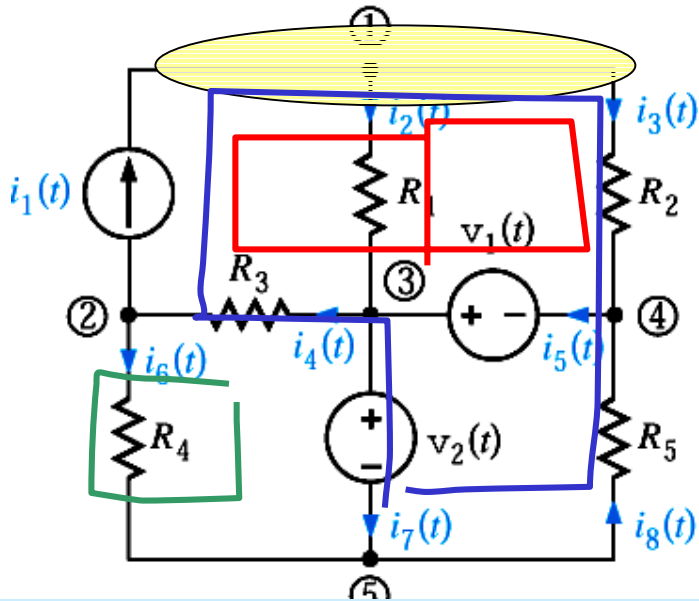 ①
i₂(t)
i₃(t)
i₁(t)
R₁
R₂
v₁(t)
R₃
③
②
④
i₄(t)
i₅(t)
i₆(t)
R₄
v₂(t)
R₅
i₇(t)
i₈(t)
⑤